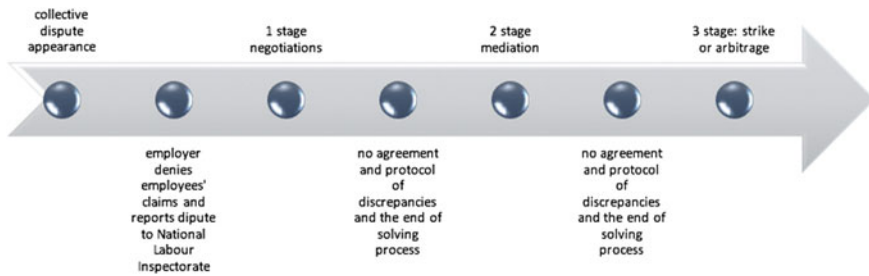 collective
dispute
appearance
employer
denies
employees'
claims and
reports dipute
to National
Labour
Inspectorate
1 stage
negotiations
no agreement
and protocol
of
discrepancies
and the end of
solving
process
2 stage
mediation
no agreement
and protocol
of
discrepancies
and the end of
solving
process
3 stage: strike
or arbitrage